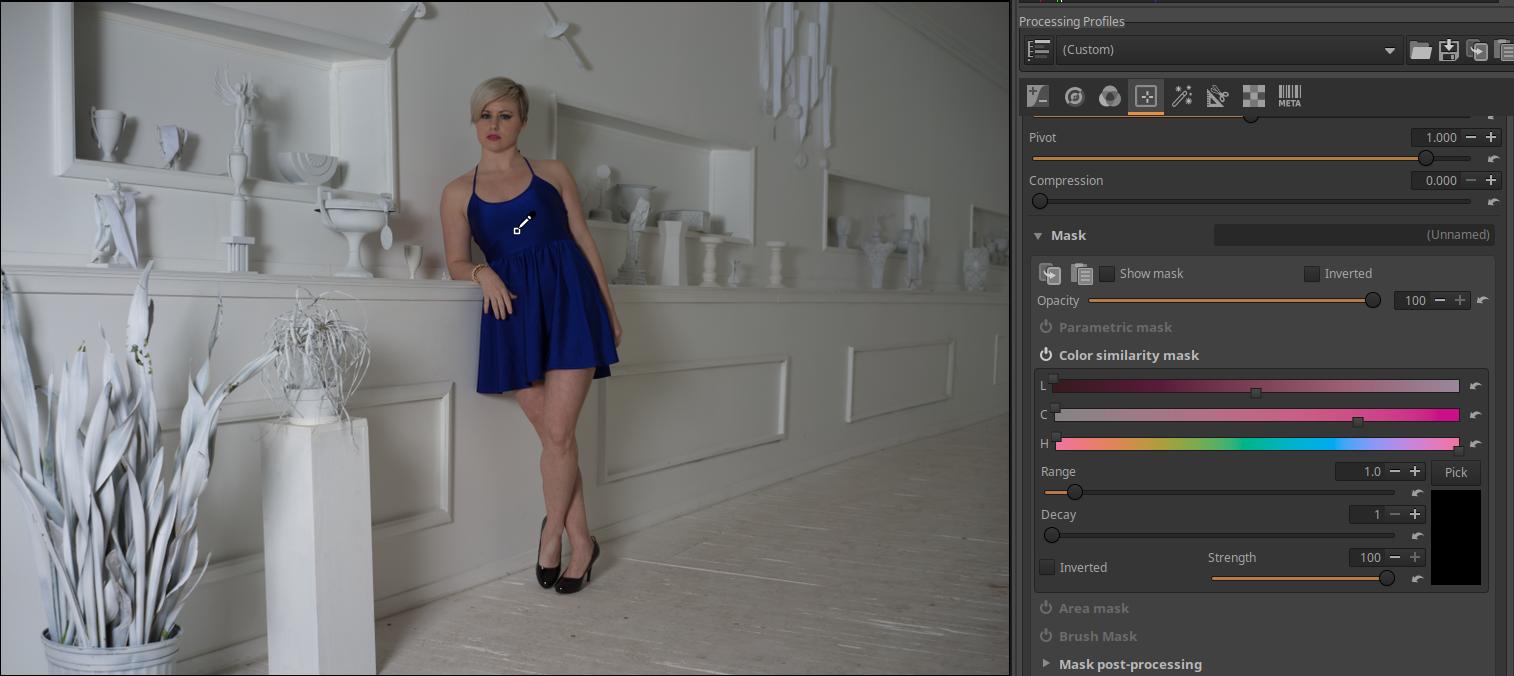 Processing Profiles
(Custom)
META
Pivot
1.000
Compression
0.000
Mask
(Unnamed)
Show mask
Inverted
Opacity
100
Parametric mask
Color similarity mask
L
C
H
Range
1.0
Pick
Decay
1
Inverted
Strength
100
Area mask
Brush Mask
Mask post-processing